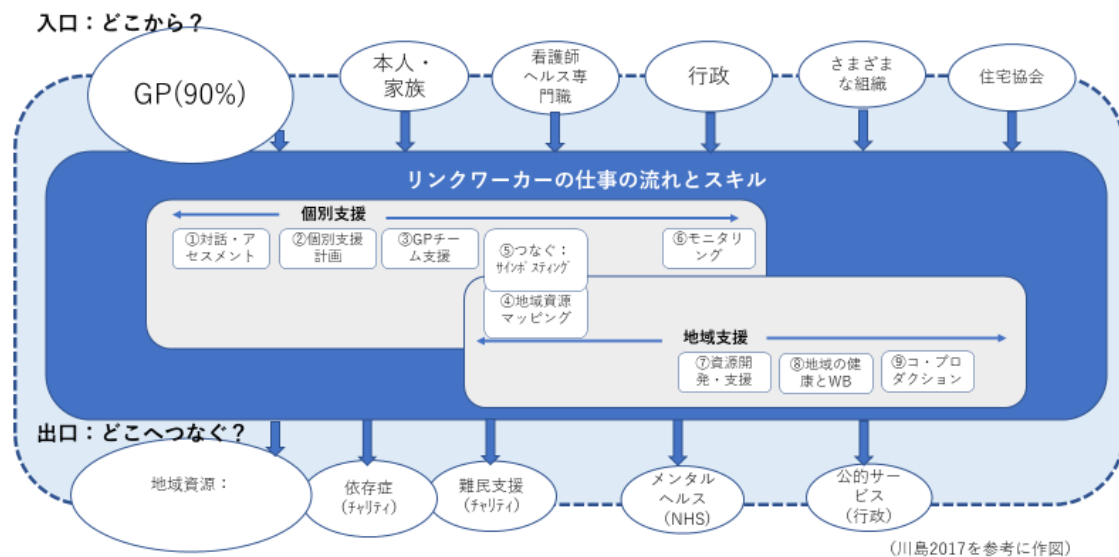 入口：どこから？
GP(90%)
本人・
家族
看護師
ヘルス専
門職
行政
さまざま
な組織
住宅協会
リンクワーカーの仕事の流れとスキル
個別支援
①対話・ア
セスメント
②個別支援
計画
③GPチー
ム支援
⑤つなぐ：
ｻｲﾝﾎﾟｽﾃｨﾝｸﾞ
⑥モニタリ
ング
④地域資源
マッピング
地域支援
⑦資源開
発・支援
⑧地域の健
康とWB
⑨コ・プロ
ダクション
出口：どこへつなぐ？
地域資源：
依存症
(ﾁｬﾘﾃｨ)
難民支援
(ﾁｬﾘﾃｨ)
メンタル
ヘルス
(NHS)
公的サー
ビス
(行政)
(川島2017を参考に作図)